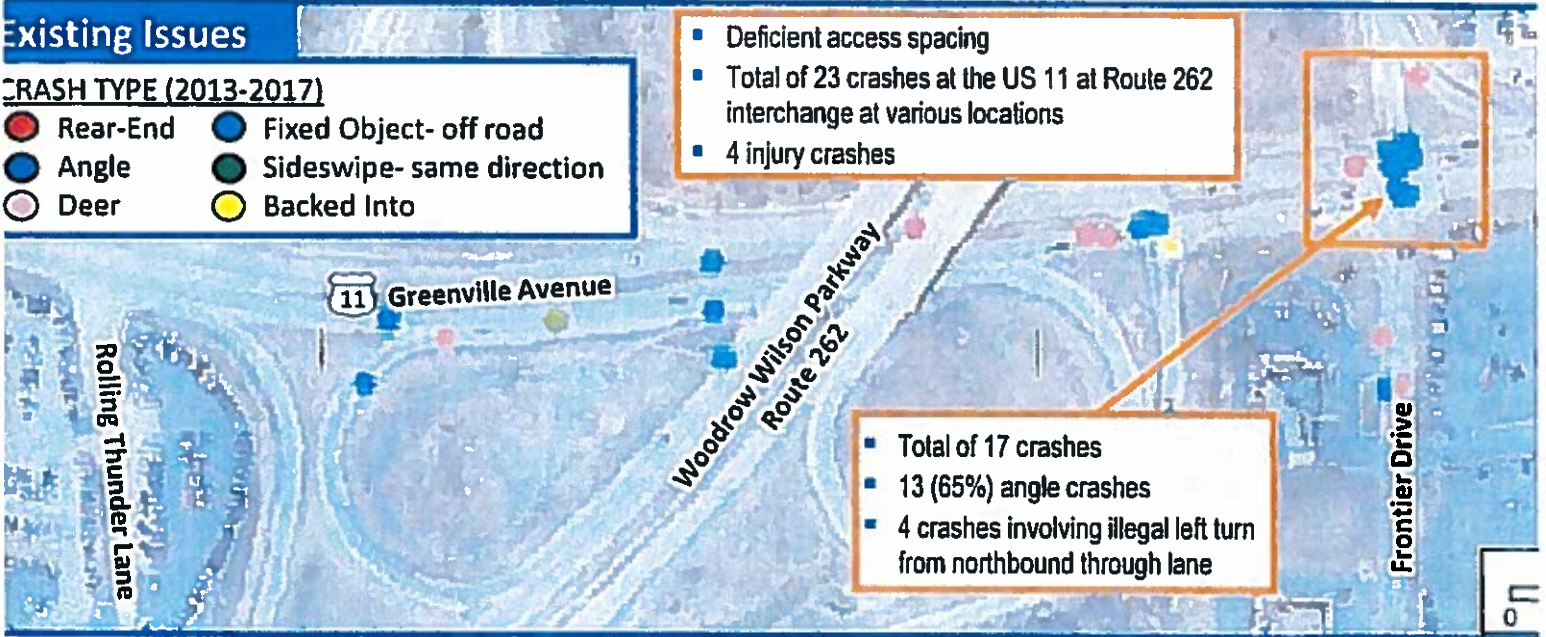 Existing Issues
CRASH TYPE (2013-2017)
Rear-End
Fixed Object- off road
Angle
Sideswipe- same direction
Deer
Backed Into
Deficient access spacing
Total of 23 crashes at the US 11 at Route 262
interchange at various locations
4 injury crashes
11 Greenville Avenue
Woodrow Wilson Parkway
Route 262
Rolling Thunder Lane
Total of 17 crashes
13 (65%) angle crashes
4 crashes involving illegal left turn
from northbound through lane
Frontier Drive
0